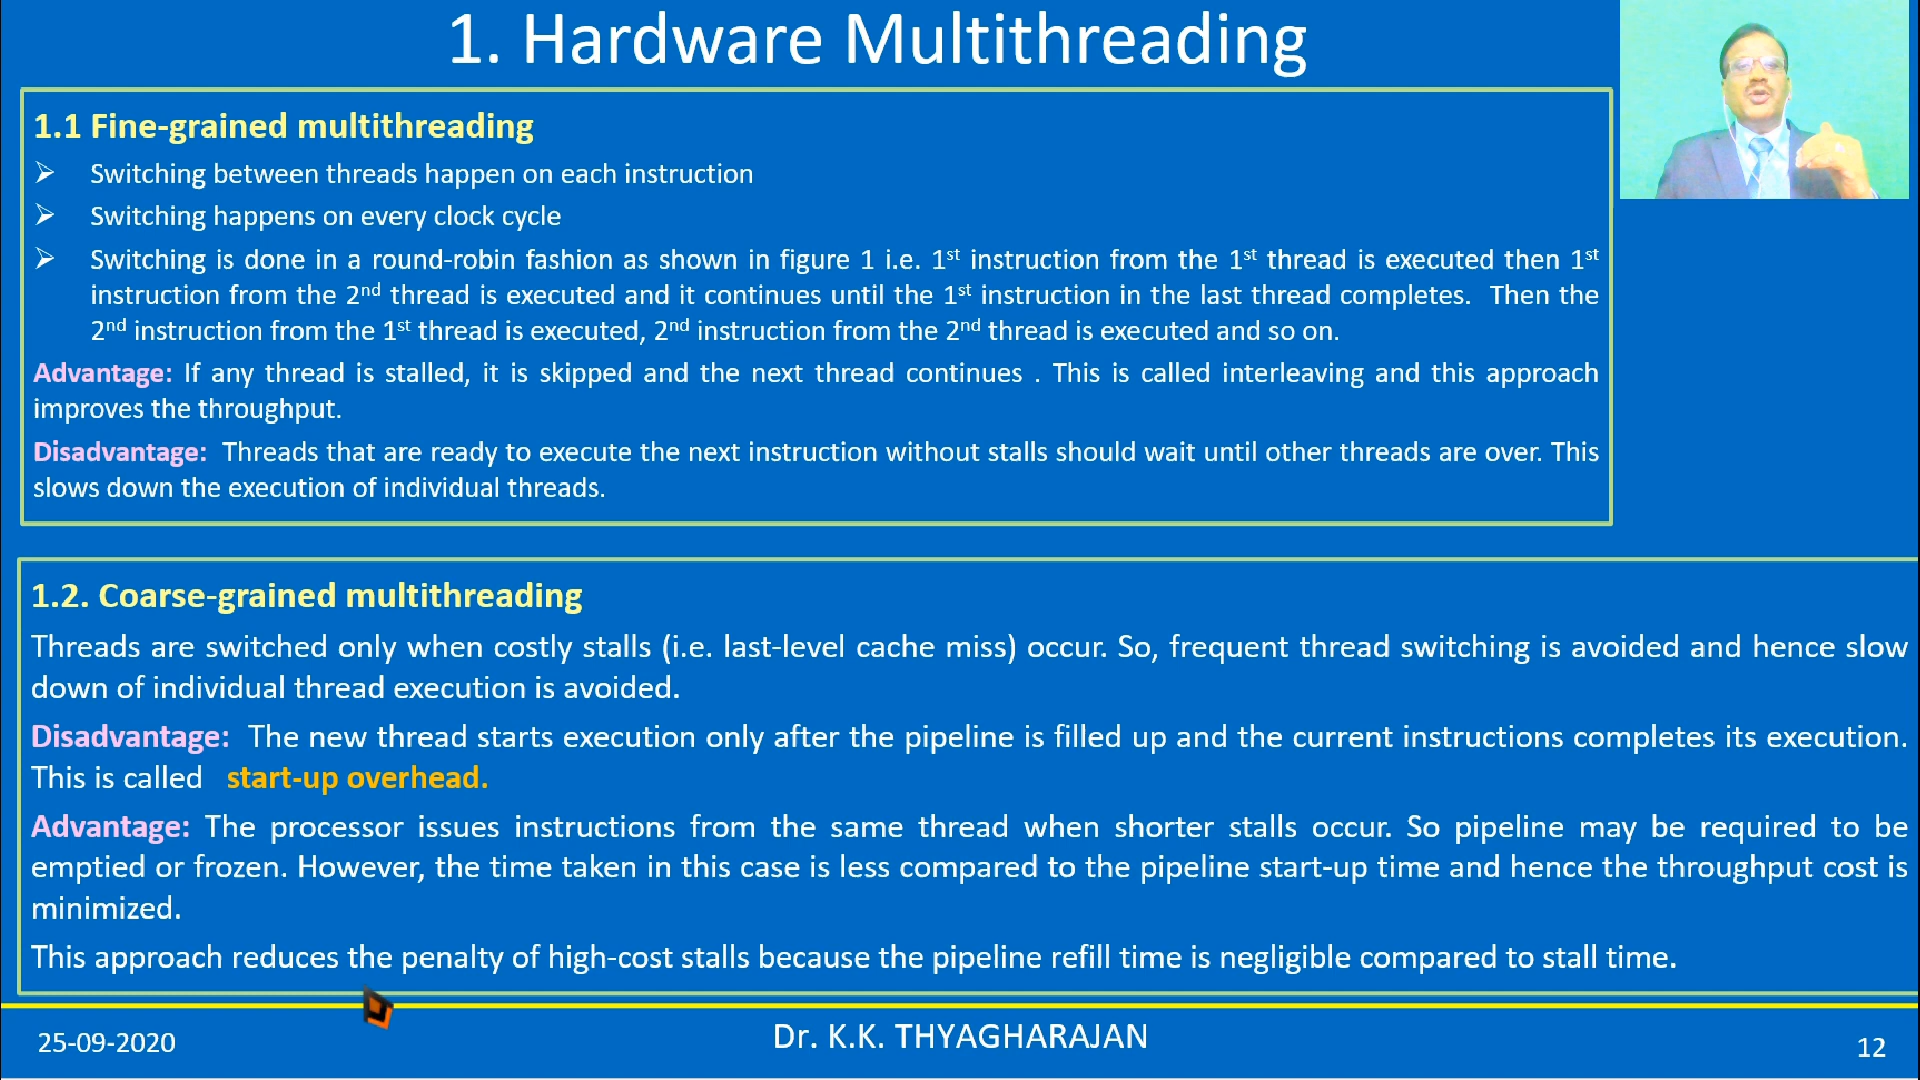 1. Hardware Multithreading
1.1 Fine-grained multithreading
➢ Switching between threads happen on each instruction
➢ Switching happens on every clock cycle
➢ Switching is done in a round-robin fashion as shown in figure 1 i.e. 1st instruction from the 1st thread is executed then 1st
instruction from the 2nd thread is executed and it continues until the 1st instruction in the last thread completes. Then the
2nd instruction from the 1st thread is executed, 2nd instruction from the 2nd thread is executed and so on.
Advantage: If any thread is stalled, it is skipped and the next thread continues . This is called interleaving and this approach
improves the throughput.
Disadvantage: Threads that are ready to execute the next instruction without stalls should wait until other threads are over. This
slows down the execution of individual threads.
1.2. Coarse-grained multithreading
Threads are switched only when costly stalls (i.e. last-level cache miss) occur. So, frequent thread switching is avoided and hence slow
down of individual thread execution is avoided.
Disadvantage: The new thread starts execution only after the pipeline is filled up and the current instructions completes its execution.
This is called start-up overhead.
Advantage: The processor issues instructions from the same thread when shorter stalls occur. So pipeline may be required to be
emptied or frozen. However, the time taken in this case is less compared to the pipeline start-up time and hence the throughput cost is
minimized.
This approach reduces the penalty of high-cost stalls because the pipeline refill time is negligible compared to stall time.
25-09-2020
Dr. K.K. THYAGHARAJAN
12